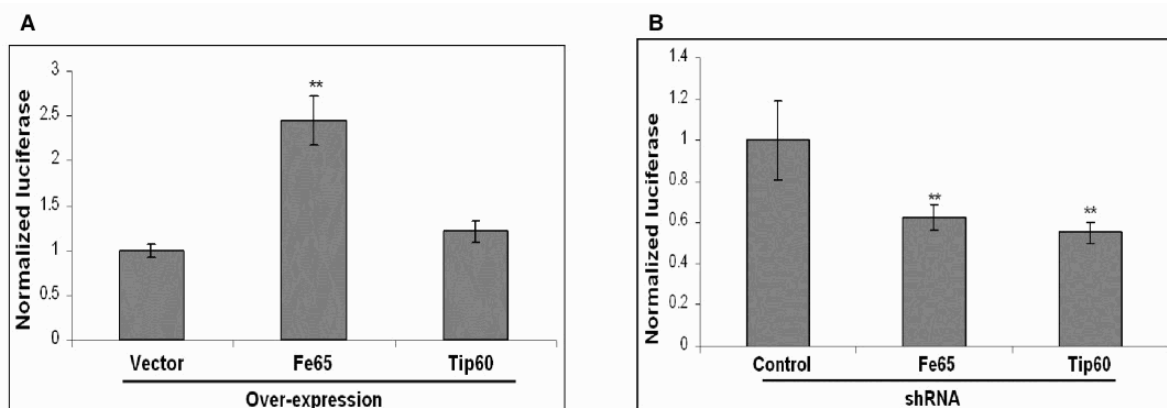 A
Normalized luciferase
3
2.5
2
1.5
1
0.5
0
**
Vector Fe65 Tip60
Over-expression
B
Normalized luciferase
1.4
1.2
1
0.8
0.6
0.4
0.2
0
** **
Control Fe65 Tip60
shRNA